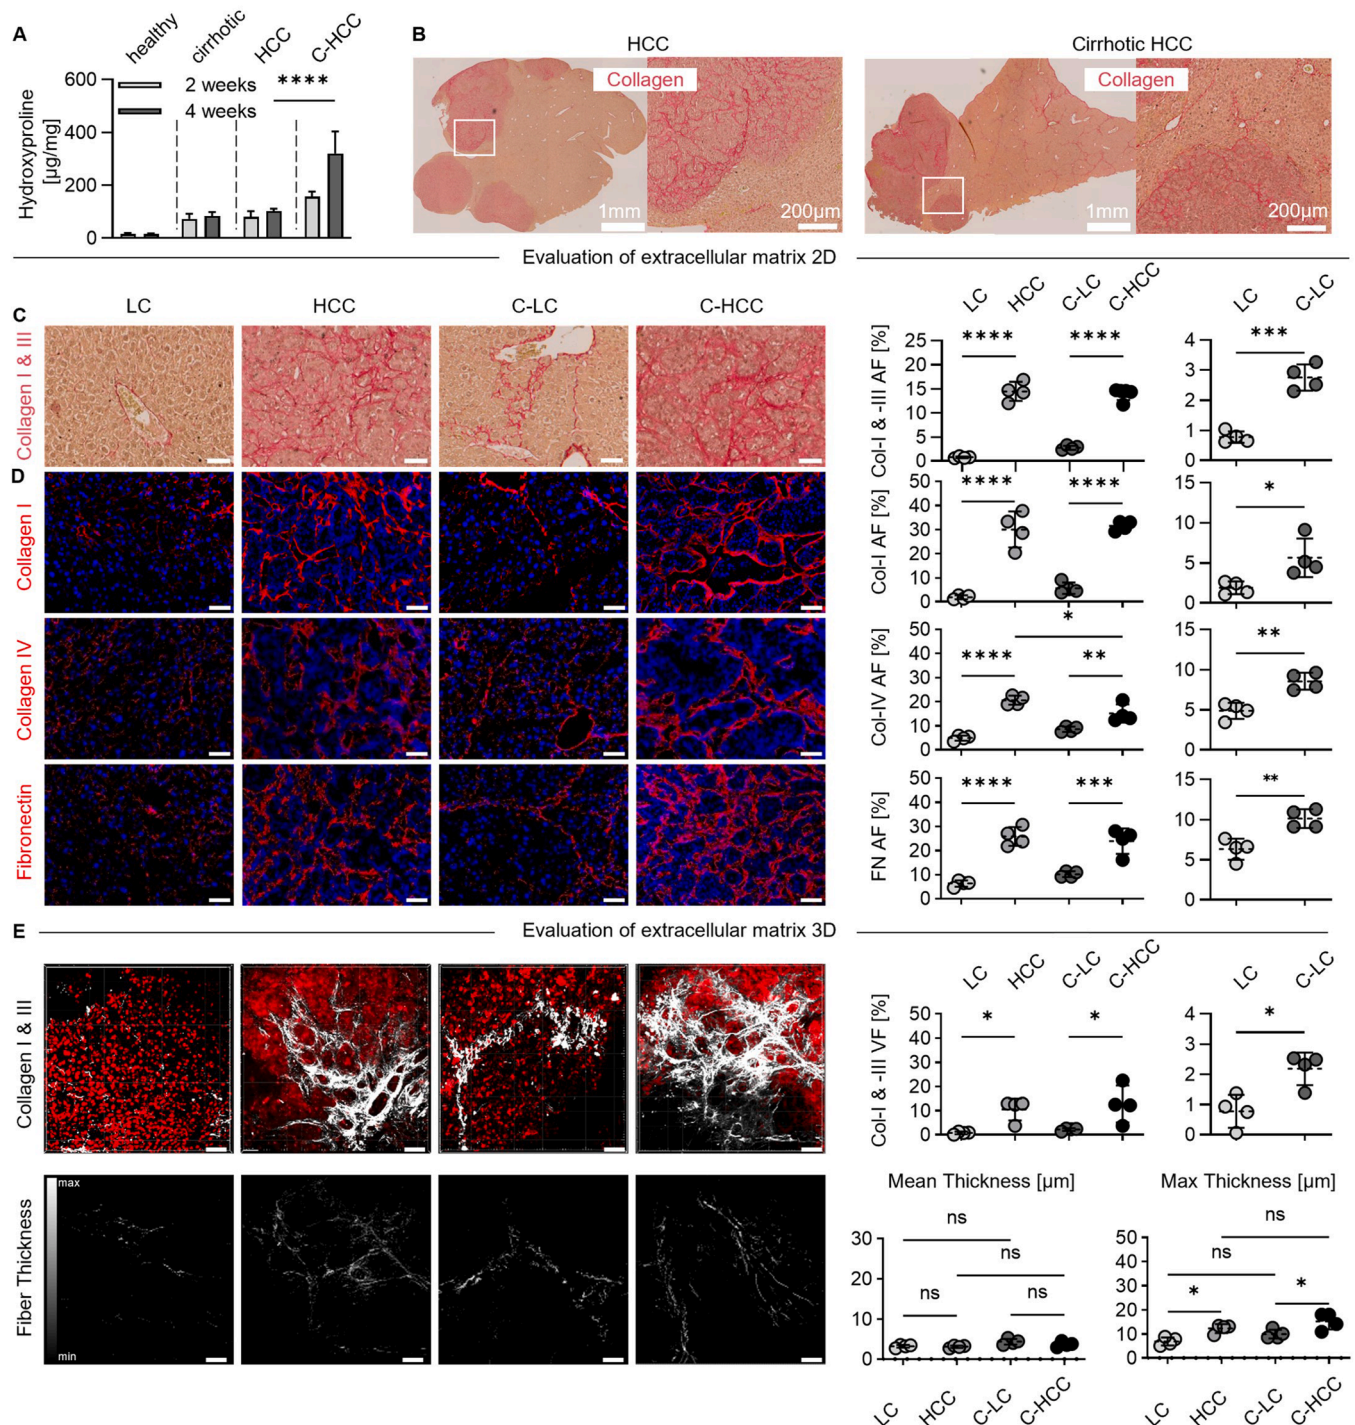 A
healthy
cirrhotic
HCC
C-HCC
Hydroxyproline
[µg/mg]
600
400
200
0
2 weeks
4 weeks
****
B
HCC
Cirrhotic HCC
Collagen
Collagen
1mm
200µm
1mm
200µm
Evaluation of extracellular matrix 2D
C
LC
HCC
C-LC
C-HCC
Collagen I & III
LC
HCC
C-LC
C-HCC
LC
C-LC
Col-I & -III AF [%]
25
20
15
10
5
0
****
****
4
3
2
1
0
***
D
Collagen I
Col-I AF [%]
50
40
30
20
10
0
****
****
15
10
5
0
*
Collagen IV
Col-IV AF [%]
50
40
30
20
10
0
****
**
*
15
10
5
0
**
Fibronectin
FN AF [%]
50
40
30
20
10
0
****
***
15
10
5
0
**
E
Evaluation of extracellular matrix 3D
Collagen I & III
LC
HCC
C-LC
C-HCC
LC
C-LC
Col-I & -III VF [%]
50
40
30
20
10
0
*
*
4
3
2
1
0
*
Fiber Thickness
max
min
Mean Thickness [µm]
30
20
10
0
ns
ns
ns
ns
LC
HCC
C-LC
C-HCC
Max Thickness [µm]
50
40
30
20
10
0
ns
ns
*
*
LC
HCC
C-LC
C-HCC